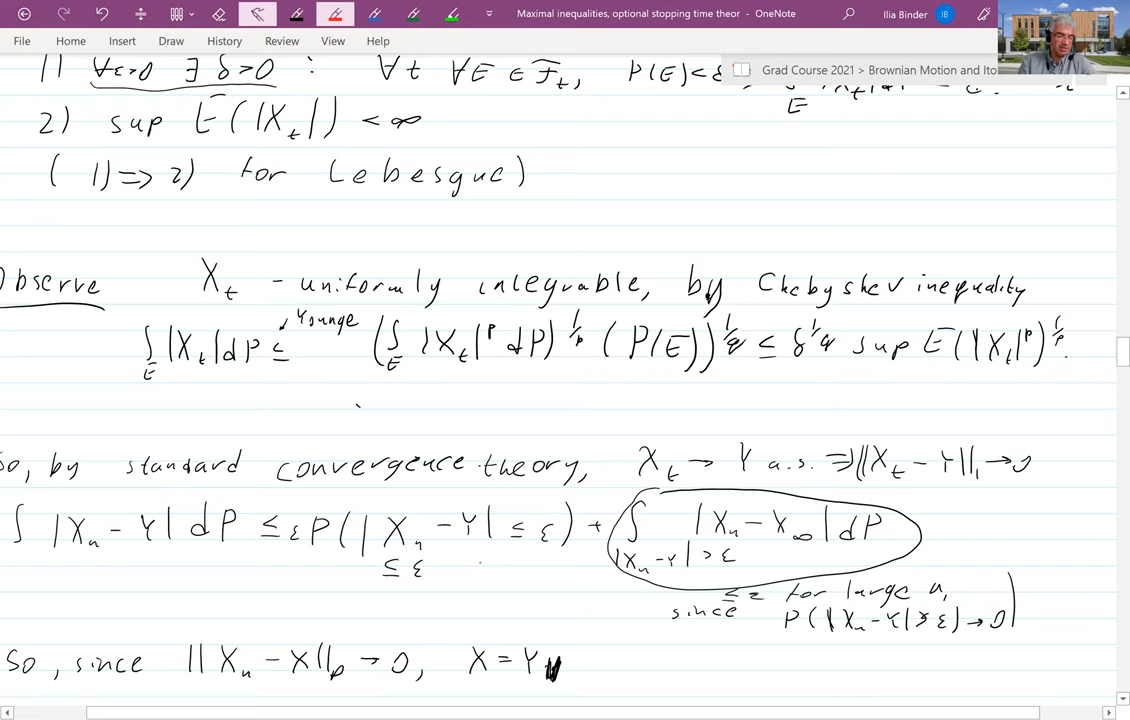 Maximal inequalities, optional stopping time theor - OneNote
Ilia Binder
IB
File Home Insert Draw History Review View Help
Grad Course 2021 > Brownian Motion and Ito
1) ∀ε>0 ∃ δ>0 : ∀t ∀E ∈ F_t, P(E)<δ
2) sup E(|X_t|) < ∞
( 1) => 2) for Lebesgue)
Observe X_t - uniformly integrable, by Chebyshev inequality
∫_E |X_t| dP ≤ Younge (∫_E |X_t|^p dP)^{1/p} (P(E))^{1/q} ≤ δ^{1/q} sup E(|X_t|^p)^{1/p}.
So, by standard convergence theory, X_t → Y a.s. => ||X_t - Y||_1 → 0
∫ |X_n - Y| dP ≤ εP(|X_n - Y| ≤ ε) + ∫_{|X_n - Y| > ε} |X_n - X_∞| dP
≤ ε
≤ ε for large n,
since P(|X_n - Y| > ε) → 0)
So, since ||X_n - X||_p → 0, X = Y